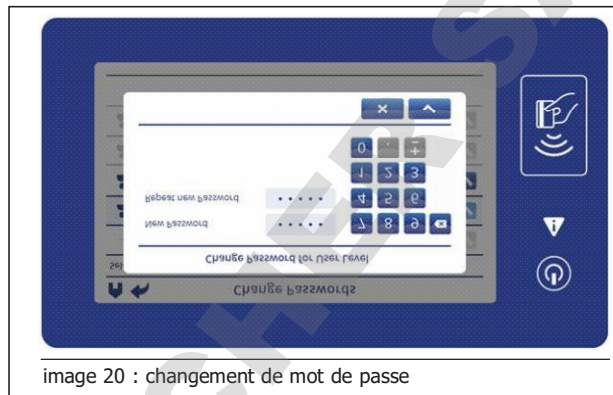 Change Passwords
Sel
Change Password for User Level
New Password ••••• 7 8 9
Repeat new Password ••••• 4 5 6
1 2 3
0 . ±
image 20 : changement de mot de passe